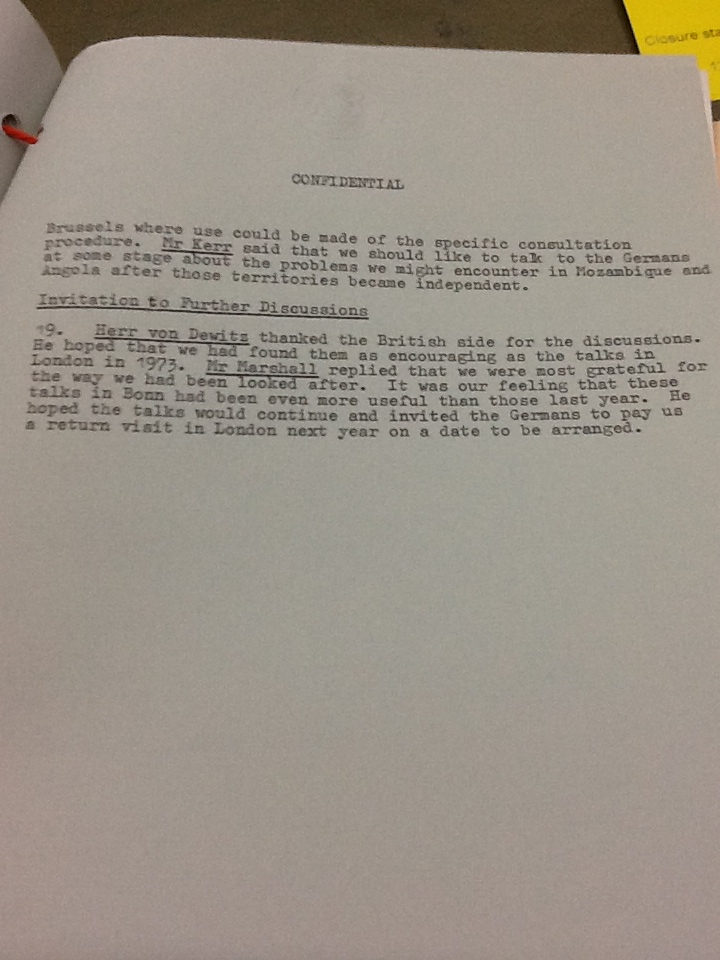 Closure
CONFIDENTIAL
Brussels where use could be made of the specific consultation
procedure. Mr Kerr said that we should like to talk to the Germans
at some stage about the problems we might encounter in Mozambique and
Angola after those territories became independent.
Invitation to Further Discussions
19. Herr von Dewitz thanked the British side for the discussions.
He hoped that we had found them as encouraging as the talks in
London in 1973. Mr Marshall replied that we were most grateful for
the way we had been looked after. It was our feeling that these
talks in Bonn had been even more useful than those last year. He
hoped the talks would continue and invited the Germans to pay us
a return visit in London next year on a date to be arranged.